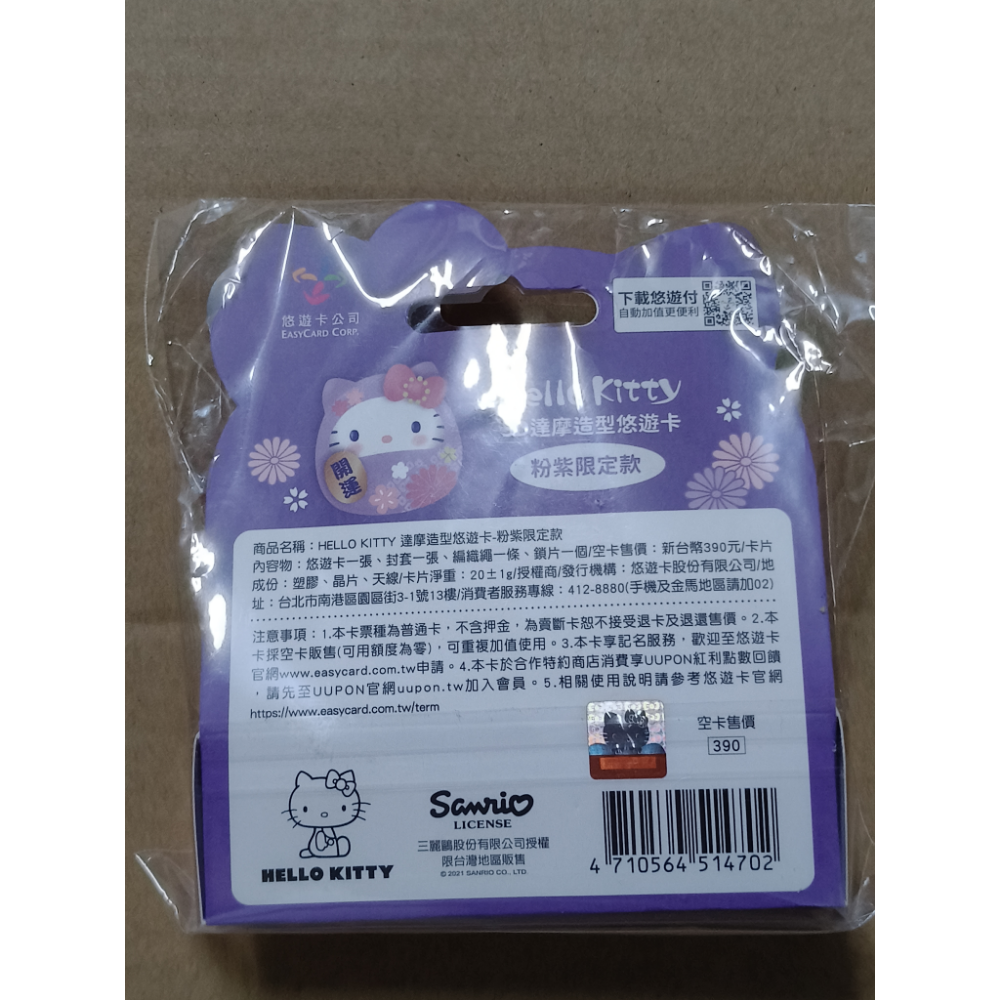 悠遊卡公司
EASYCARD CORP.
下載悠遊付
自動加值更便利
Hello Kitty
達摩造型悠遊卡
粉紫限定款
開運
商品名稱：HELLO KITTY 達摩造型悠遊卡-粉紫限定款
內容物：悠遊卡一張、封套一張、編織繩一條、鎖片一個/空卡售價：新台幣390元/卡片
成份：塑膠、晶片、天線/卡片淨重：20±1g/授權商/發行機構：悠遊卡股份有限公司/地
址：台北市南港區園區街3-1號13樓/消費者服務專線：412-8880(手機及金馬地區請加02)
注意事項：1.本卡票種為普通卡，不含押金，為賣斷卡恕不接受退卡及退還售價。2.本
卡採空卡販售(可用額度為零)，可重複加值使用。3.本卡享記名服務，歡迎至悠遊卡
官網www.easycard.com.tw申請。4.本卡於合作特約商店消費享UUPON紅利點數回饋
，請先至UUPON官網uupon.tw加入會員。5.相關使用說明請參考悠遊卡官網
https://www.easycard.com.tw/term
空卡售價
390
HELLO KITTY
Sanrio
LICENSE
三麗鷗股份有限公司授權
限台灣地區販售
© 2021 SANRIO CO., LTD.
4 710564 514702